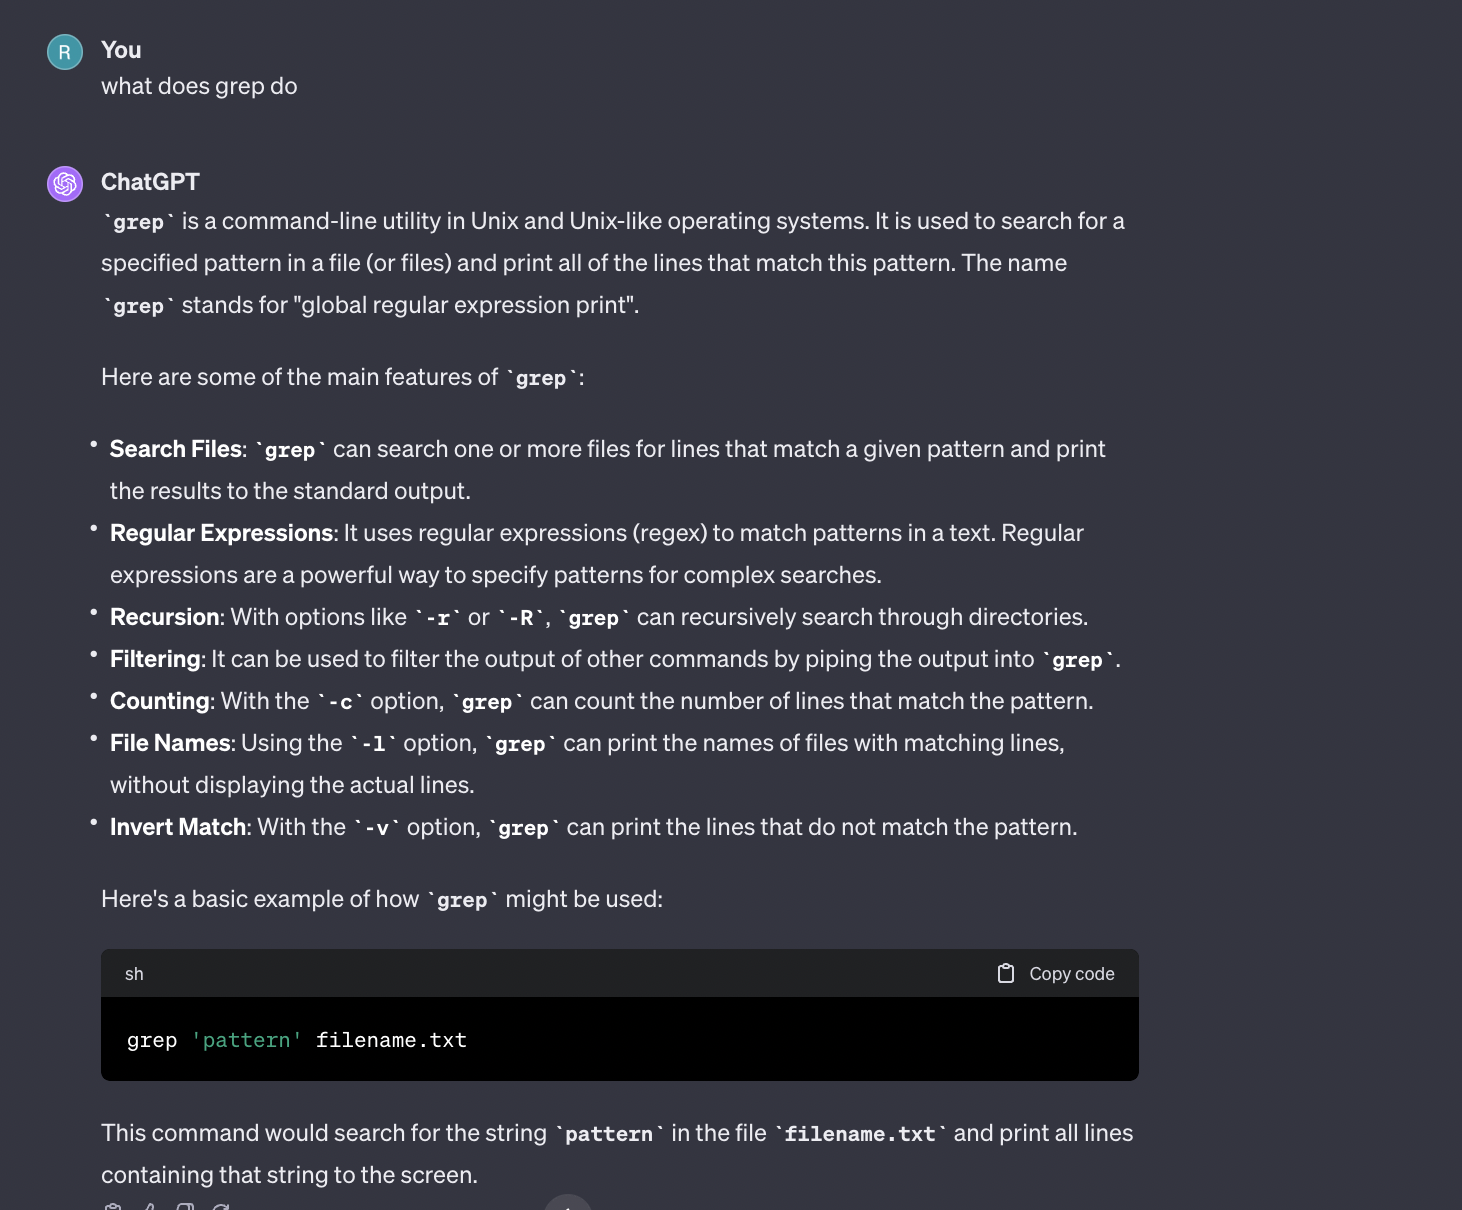 R
You
what does grep do
ChatGPT
`grep` is a command-line utility in Unix and Unix-like operating systems. It is used to search for a
specified pattern in a file (or files) and print all of the lines that match this pattern. The name
`grep` stands for "global regular expression print".
Here are some of the main features of `grep`:
• Search Files: `grep` can search one or more files for lines that match a given pattern and print
the results to the standard output.
• Regular Expressions: It uses regular expressions (regex) to match patterns in a text. Regular
expressions are a powerful way to specify patterns for complex searches.
• Recursion: With options like `-r` or `-R`, `grep` can recursively search through directories.
• Filtering: It can be used to filter the output of other commands by piping the output into `grep`.
• Counting: With the `-c` option, `grep` can count the number of lines that match the pattern.
• File Names: Using the `-l` option, `grep` can print the names of files with matching lines,
without displaying the actual lines.
• Invert Match: With the `-v` option, `grep` can print the lines that do not match the pattern.
Here's a basic example of how `grep` might be used:
sh Copy code
grep 'pattern' filename.txt
This command would search for the string `pattern` in the file `filename.txt` and print all lines
containing that string to the screen.